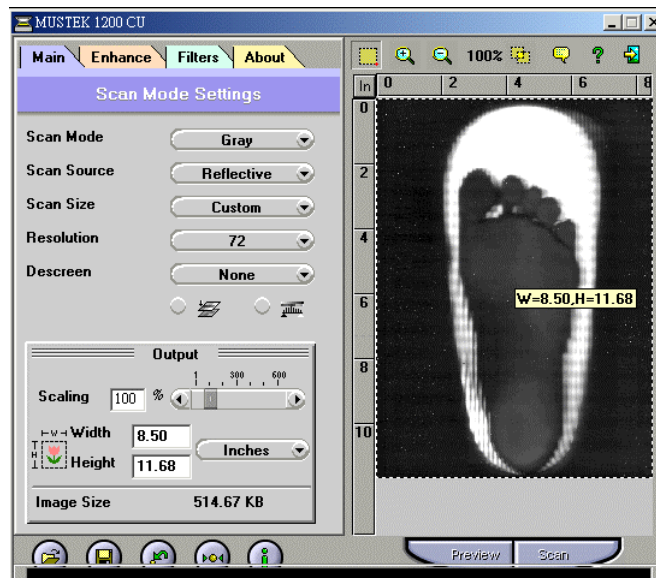 MUSTEK 1200 CU
Main Enhance Filters About
100% ?
Scan Mode Settings
In 0 2 4 6 8
0
Scan Mode Gray
Scan Source Reflective
2
Scan Size Custom
Resolution 72
4
Descreen None
W=8.50,H=11.68
6
Output
1 300 600
8
Scaling 100 %
W Width 8.50
Inches
10
H Height 11.68
Image Size 514.67 KB
Preview Scan